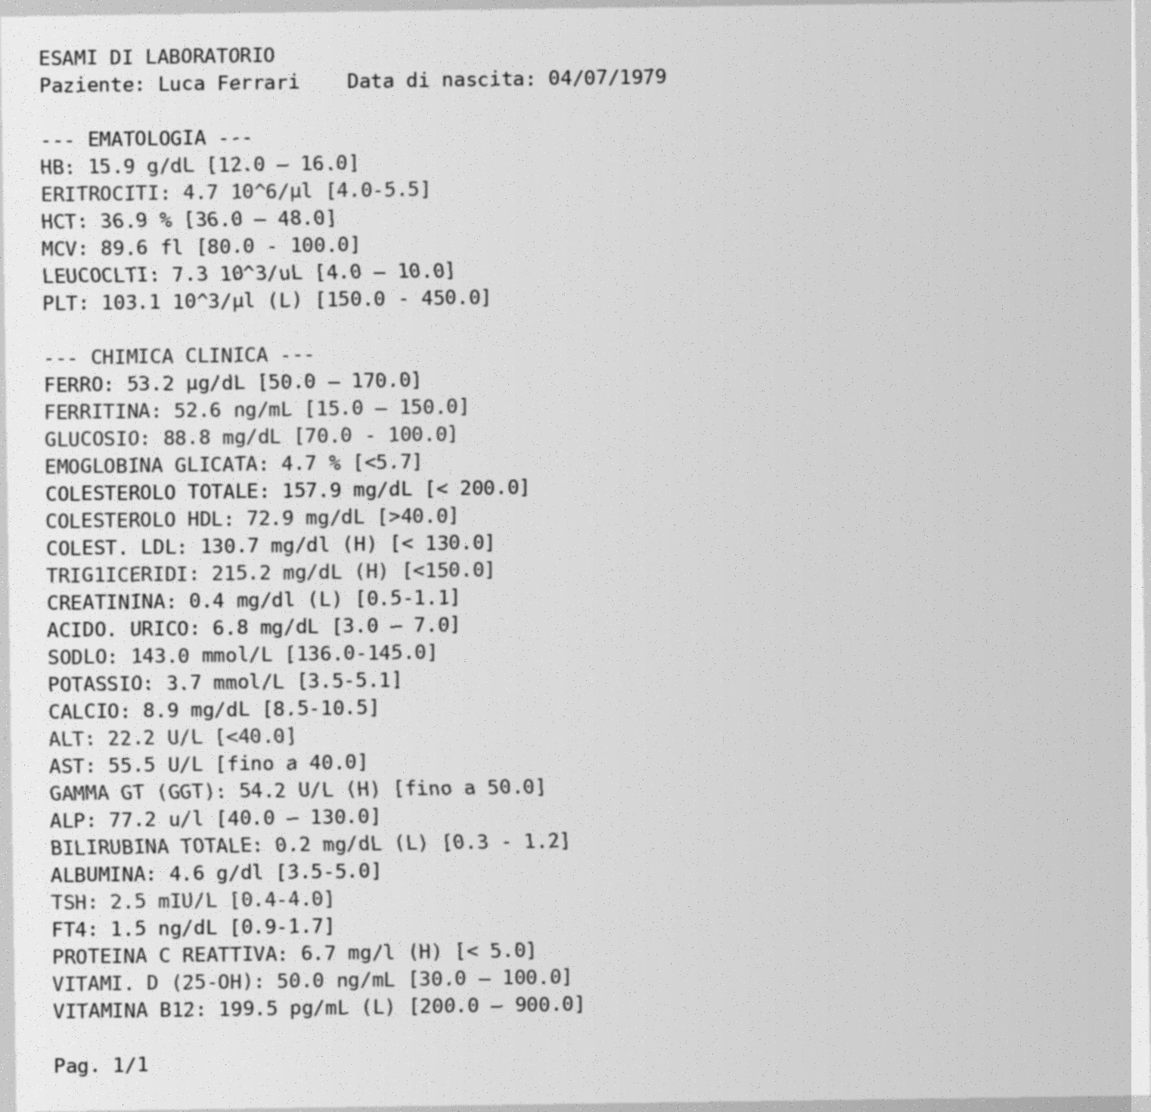 ESAMI DI LABORATORIO
Paziente: Luca Ferrari    Data di nascita: 04/07/1979

--- EMATOLOGIA ---
HB: 15.9 g/dL [12.0 – 16.0]
ERITROCITI: 4.7 10^6/µl [4.0-5.5]
HCT: 36.9 % [36.0 – 48.0]
MCV: 89.6 fl [80.0 - 100.0]
LEUCOCLTI: 7.3 10^3/uL [4.0 – 10.0]
PLT: 103.1 10^3/µl (L) [150.0 - 450.0]

--- CHIMICA CLINICA ---
FERRO: 53.2 µg/dL [50.0 – 170.0]
FERRITINA: 52.6 ng/mL [15.0 – 150.0]
GLUCOSIO: 88.8 mg/dL [70.0 - 100.0]
EMOGLOBINA GLICATA: 4.7 % [<5.7]
COLESTEROLO TOTALE: 157.9 mg/dL [< 200.0]
COLESTEROLO HDL: 72.9 mg/dL [>40.0]
COLEST. LDL: 130.7 mg/dl (H) [< 130.0]
TRIG1ICERIDI: 215.2 mg/dL (H) [<150.0]
CREATININA: 0.4 mg/dl (L) [0.5-1.1]
ACIDO. URICO: 6.8 mg/dL [3.0 – 7.0]
SODLO: 143.0 mmol/L [136.0-145.0]
POTASSIO: 3.7 mmol/L [3.5-5.1]
CALCIO: 8.9 mg/dL [8.5-10.5]
ALT: 22.2 U/L [<40.0]
AST: 55.5 U/L [fino a 40.0]
GAMMA GT (GGT): 54.2 U/L (H) [fino a 50.0]
ALP: 77.2 u/l [40.0 – 130.0]
BILIRUBINA TOTALE: 0.2 mg/dL (L) [0.3 - 1.2]
ALBUMINA: 4.6 g/dl [3.5-5.0]
TSH: 2.5 mIU/L [0.4-4.0]
FT4: 1.5 ng/dL [0.9-1.7]
PROTEINA C REATTIVA: 6.7 mg/l (H) [< 5.0]
VITAMI. D (25-OH): 50.0 ng/mL [30.0 – 100.0]
VITAMINA B12: 199.5 pg/mL (L) [200.0 – 900.0]

Pag. 1/1